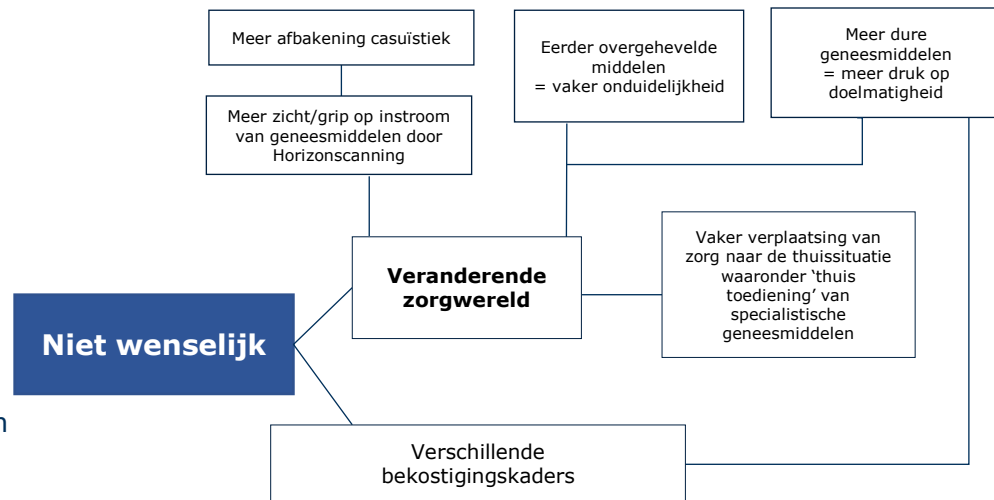 Meer afbakening casuïstiek
Meer zicht/grip op instroom
van geneesmiddelen door
Horizonscanning
Eerder overgehevelde
middelen
= vaker onduidelijkheid
Meer dure
geneesmiddelen
= meer druk op
doelmatigheid
Veranderende
zorgwereld
Vaker verplaatsing van
zorg naar de thuissituatie
waaronder ‘thuis
toediening’ van
specialistische
geneesmiddelen
Niet wenselijk
Verschillende
bekostigingskaders